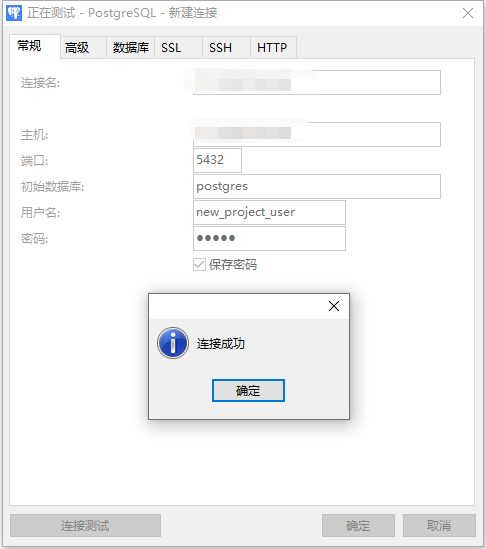 正在测试 - PostgreSQL - 新建连接
常规 高级 数据库 SSL SSH HTTP
连接名:
主机:
端口: 5432
初始数据库: postgres
用户名: new_project_user
密码: ●●●●●
保存密码
连接成功
确定
连接测试 确定 取消